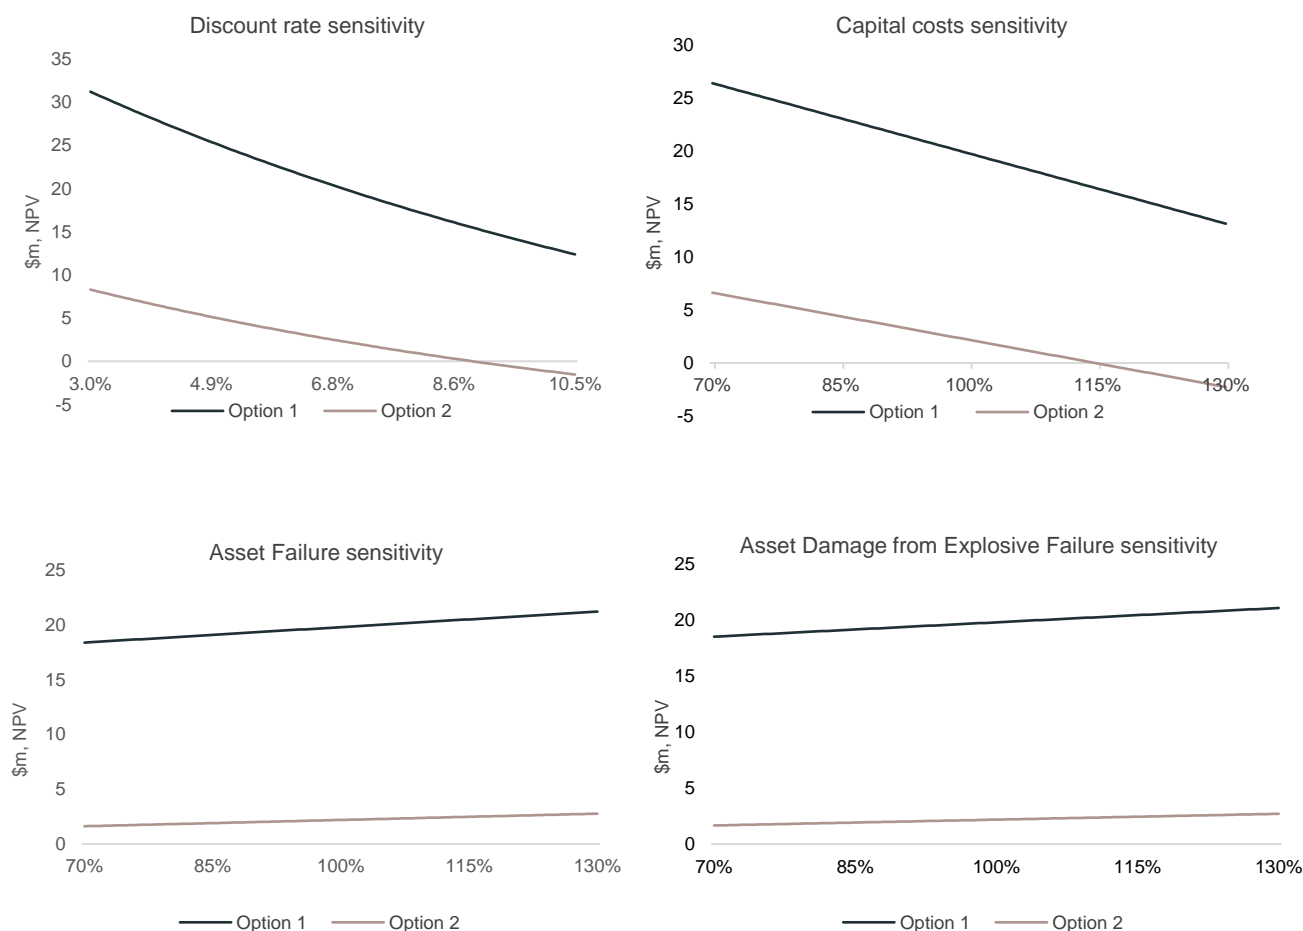 Discount rate sensitivity
35
30
25
20
15
10
5
0
-5
$m, NPV
3.0% 4.9% 6.8% 8.6% 10.5%
Option 1 Option 2
Capital costs sensitivity
30
25
20
15
10
5
0
-5
$m, NPV
70% 85% 100% 115% 130%
Option 1 Option 2
Asset Failure sensitivity
25
20
15
10
5
0
$m, NPV
70% 85% 100% 115% 130%
Option 1 Option 2
Asset Damage from Explosive Failure sensitivity
25
20
15
10
5
0
$m, NPV
70% 85% 100% 115% 130%
Option 1 Option 2